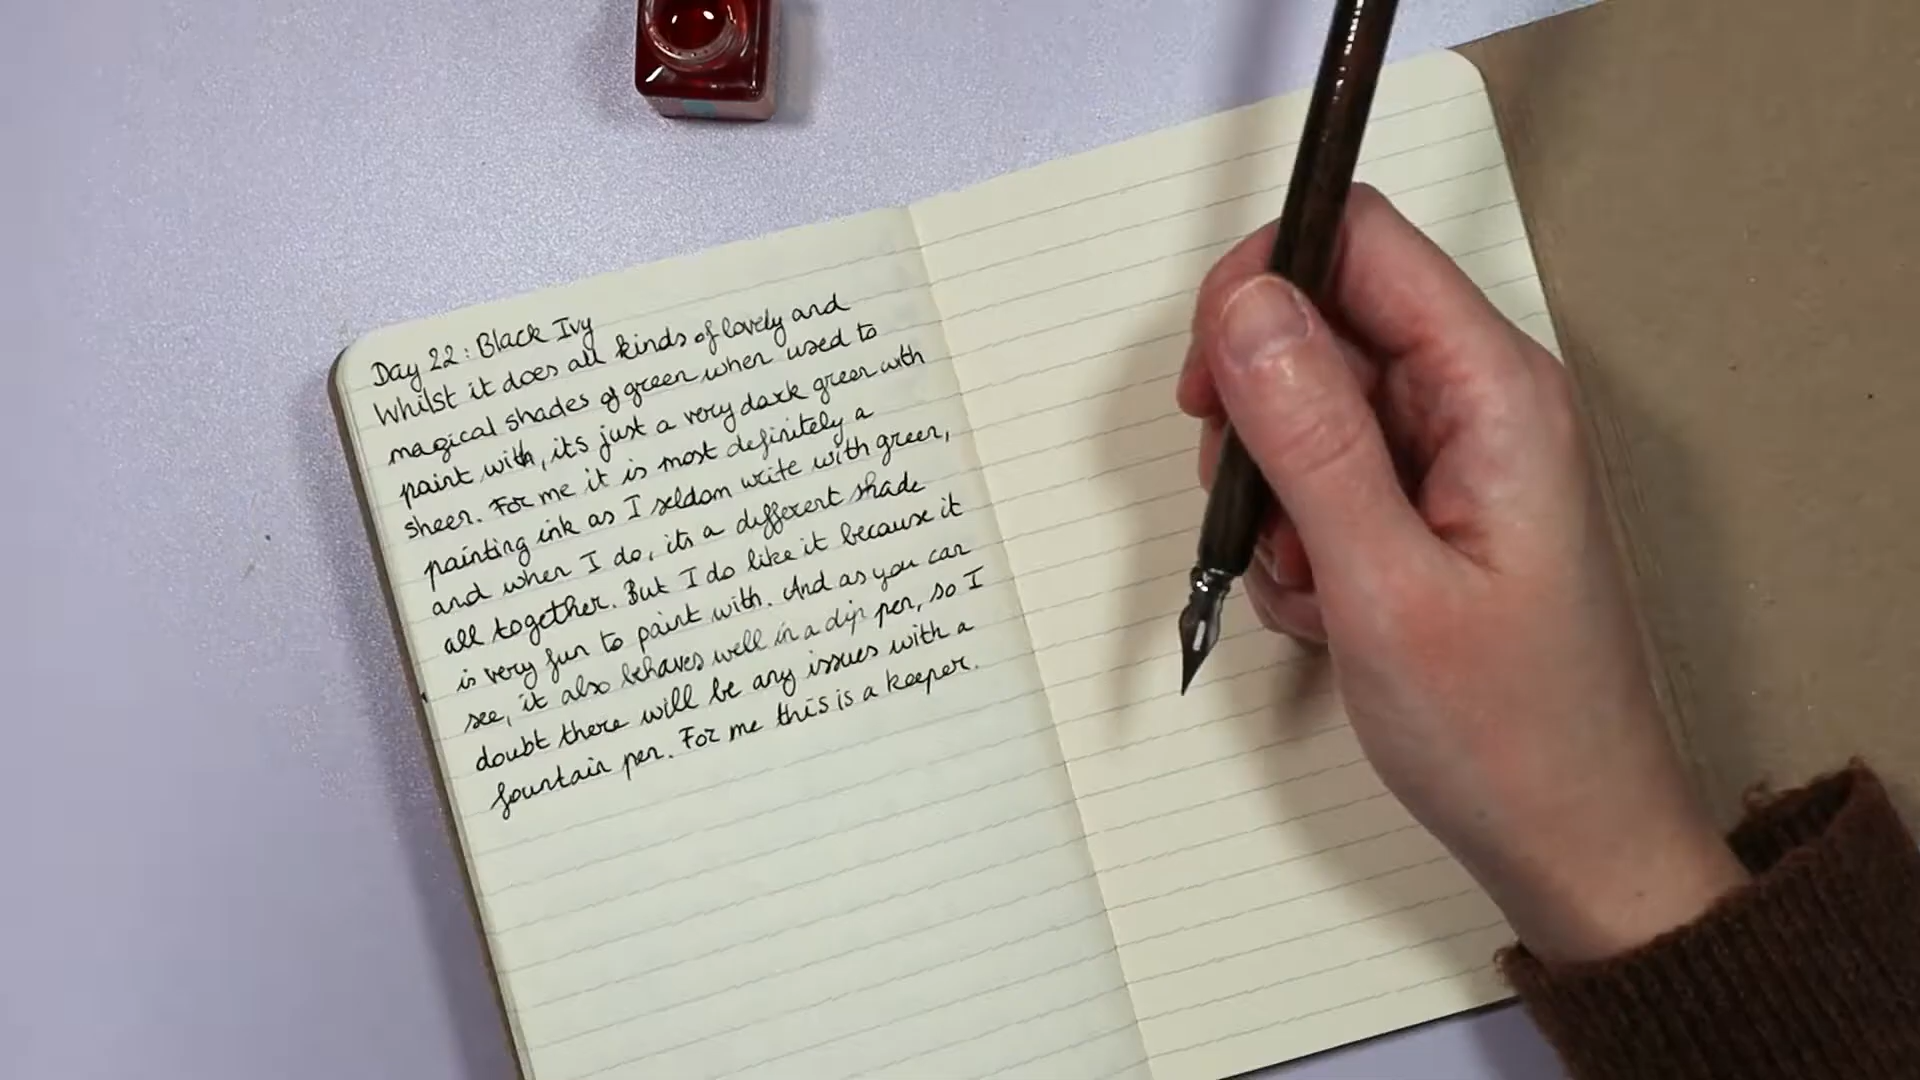 Day 22: Black Ivy
Whilst it does all kinds of lovely and
magical shades of green when used to
paint with, its just a very dark green with
sheen. For me it is most definitely a
painting ink as I seldom write with green,
and when I do, its a different shade
all together. But I do like it because it
is very fun to paint with. And as you can
see, it also behaves well in a dip pen, so I
doubt there will be any issues with a
fountain pen. For me this is a keeper.